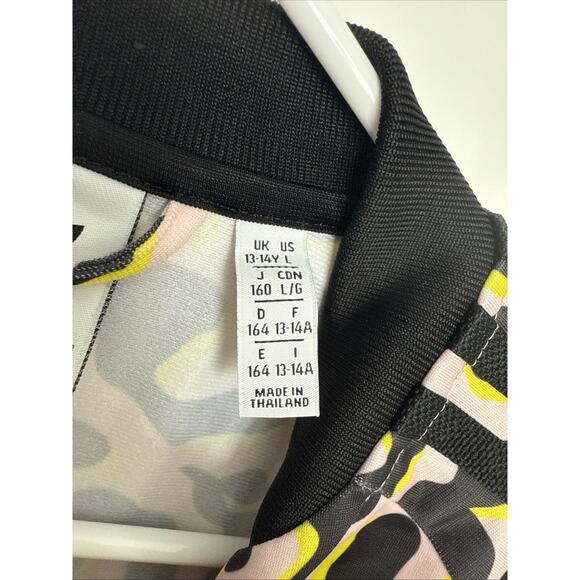 UK US
13-14Y L
J CDN
160 L/G
D F
164 13-14A
E I
164 13-14A
MADE IN
THAILAND